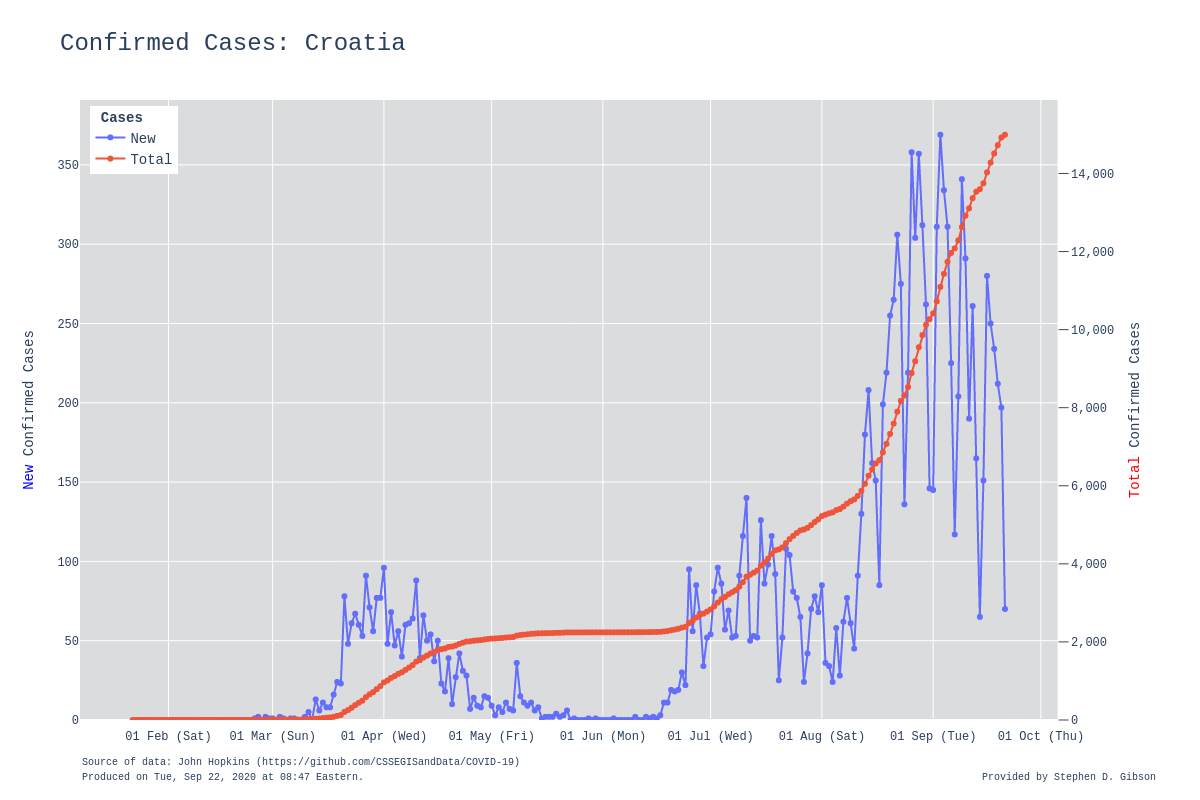 Confirmed Cases: Croatia
Cases
New
Total
350
300
250
200
150
100
50
0
New Confirmed Cases
14,000
12,000
10,000
8,000
6,000
4,000
2,000
0
Total Confirmed Cases
01 Feb (Sat) 01 Mar (Sun) 01 Apr (Wed) 01 May (Fri) 01 Jun (Mon) 01 Jul (Wed) 01 Aug (Sat) 01 Sep (Tue) 01 Oct (Thu)
Source of data: John Hopkins (https://github.com/CSSEGISandData/COVID-19)
Produced on Tue, Sep 22, 2020 at 08:47 Eastern.
Provided by Stephen D. Gibson